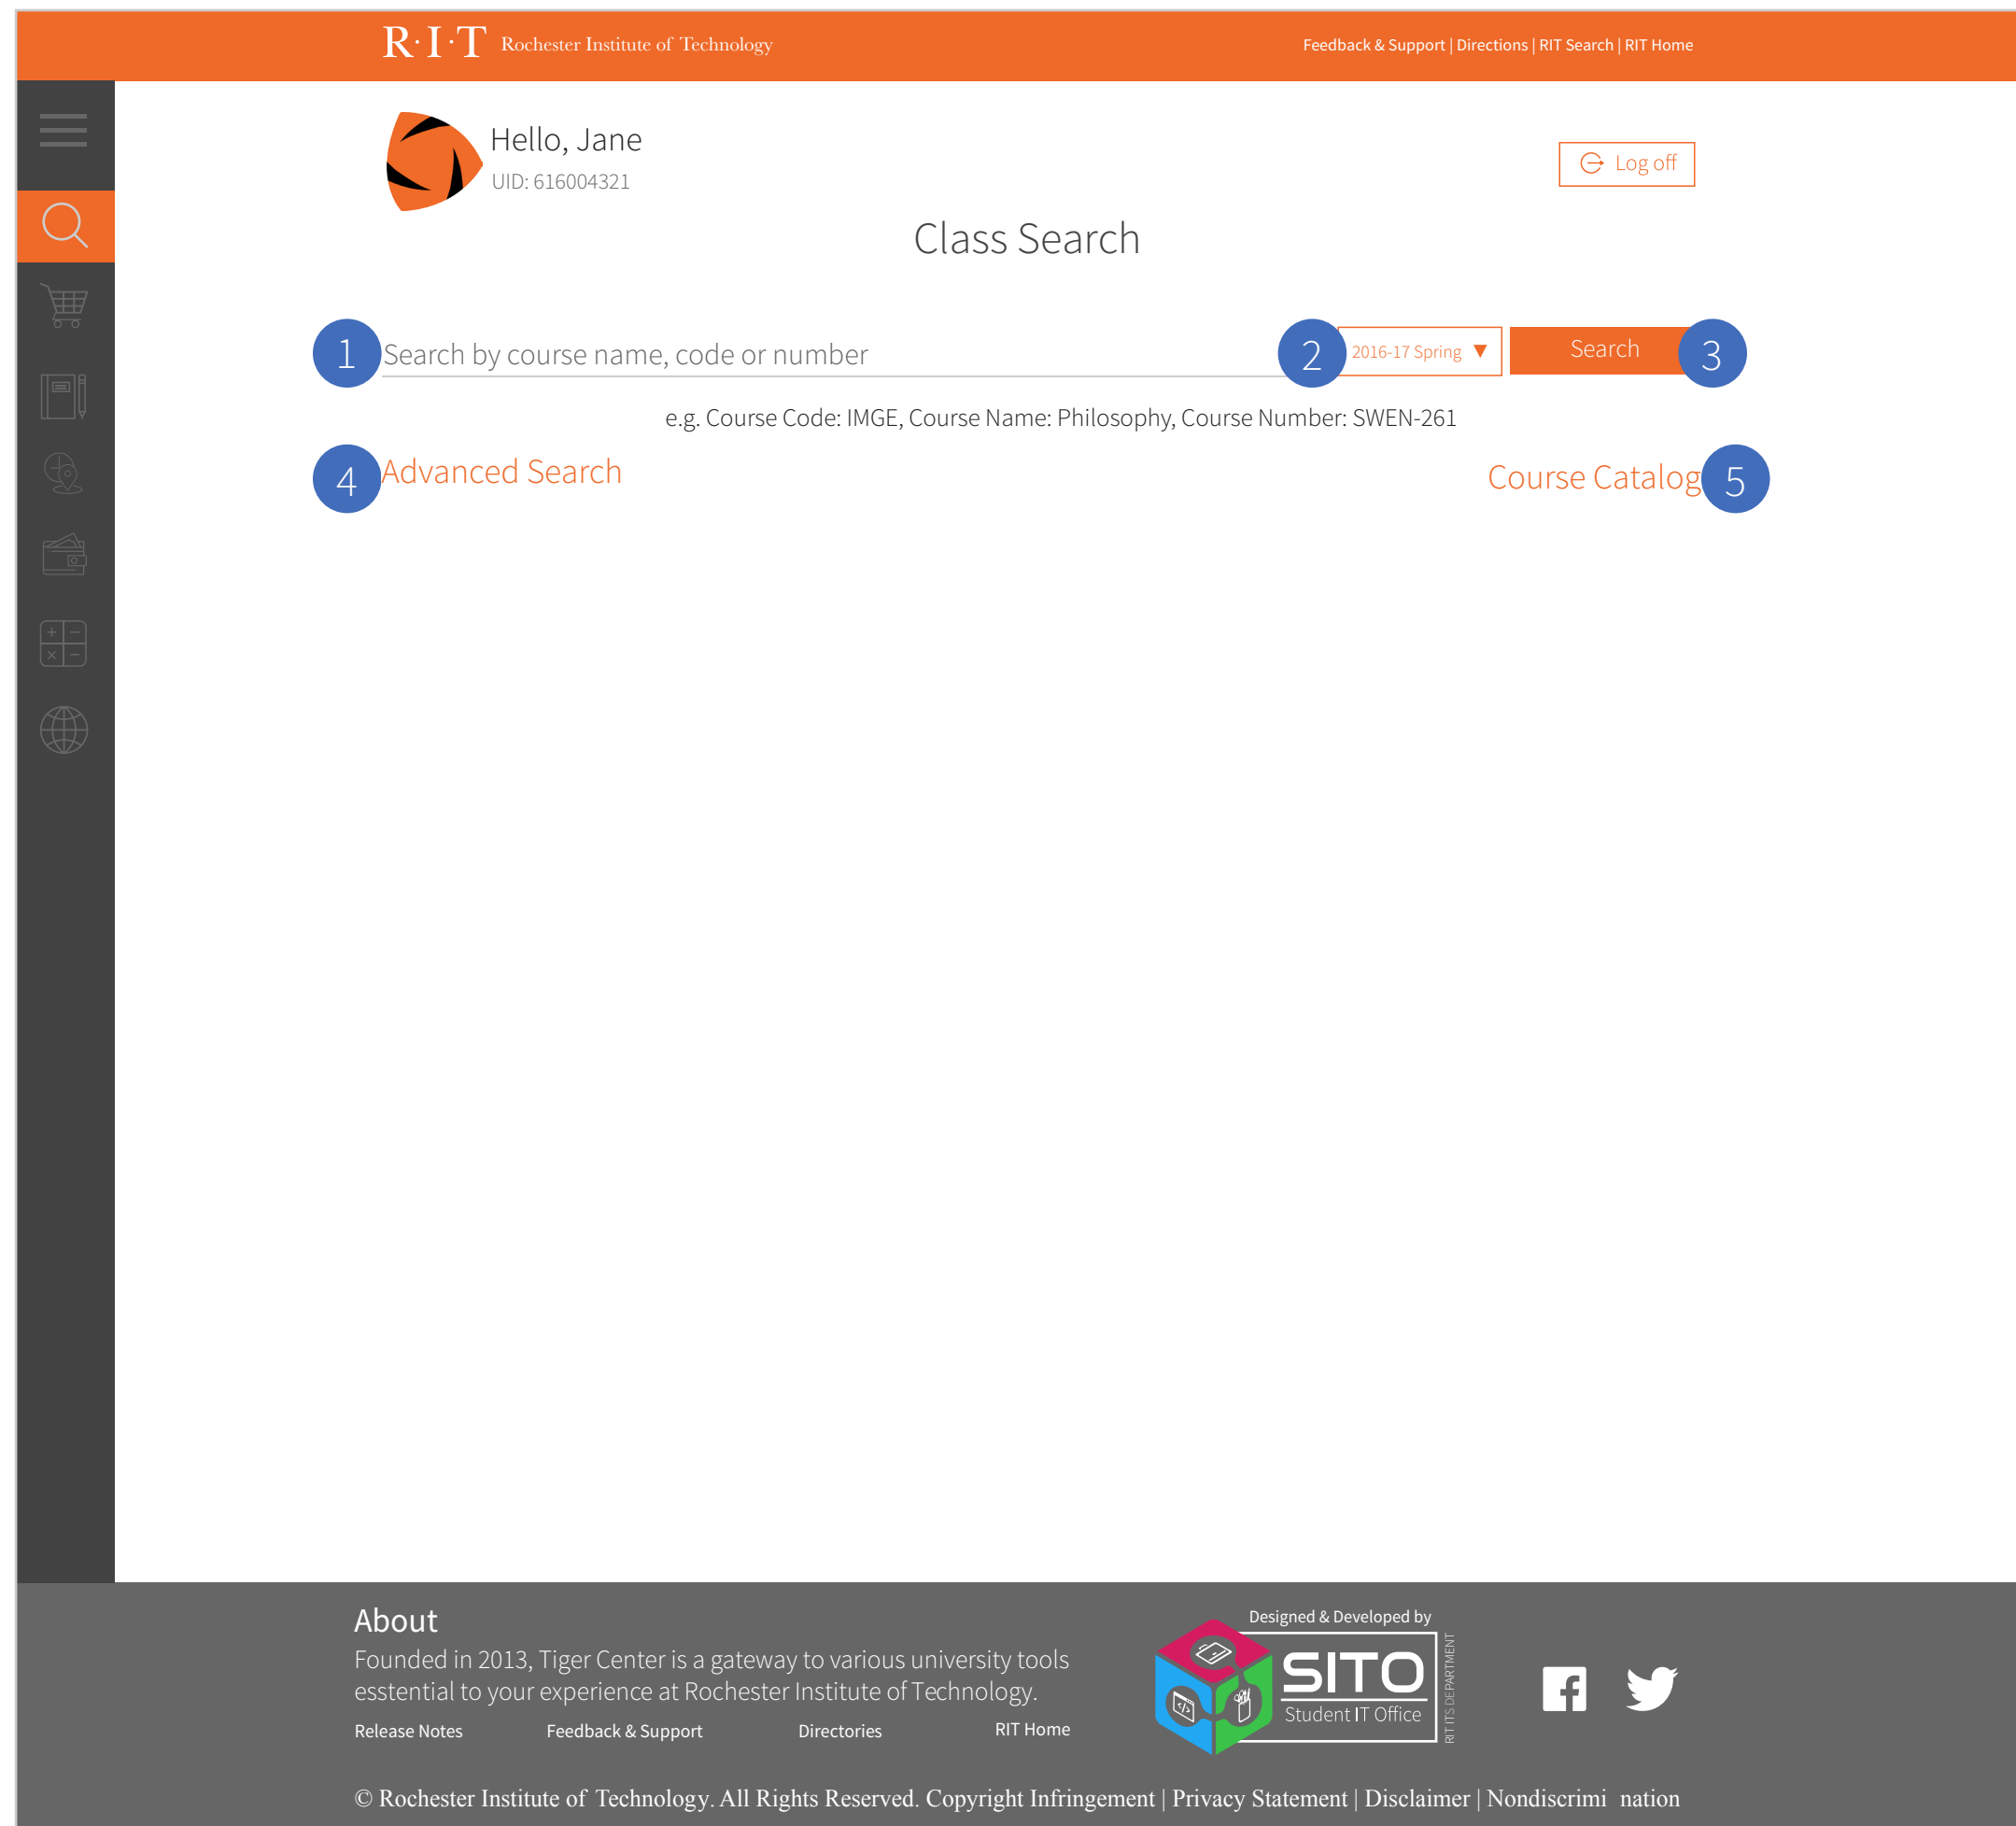 R·I·T Rochester Institute of Technology
Feedback & Support | Directions | RIT Search | RIT Home
Hello, Jane
UID: 616004321
Log off
Class Search
1 Search by course name, code or number 2 2016-17 Spring ▼ Search 3
e.g. Course Code: IMGE, Course Name: Philosophy, Course Number: SWEN-261
4 Advanced Search
Course Catalog 5
About
Founded in 2013, Tiger Center is a gateway to various university tools
esstential to your experience at Rochester Institute of Technology.
Release Notes Feedback & Support Directories RIT Home
Designed & Developed by
SITO
Student IT Office
RIT ITS DEPARTMENT
© Rochester Institute of Technology. All Rights Reserved. Copyright Infringement | Privacy Statement | Disclaimer | Nondiscrimi nation